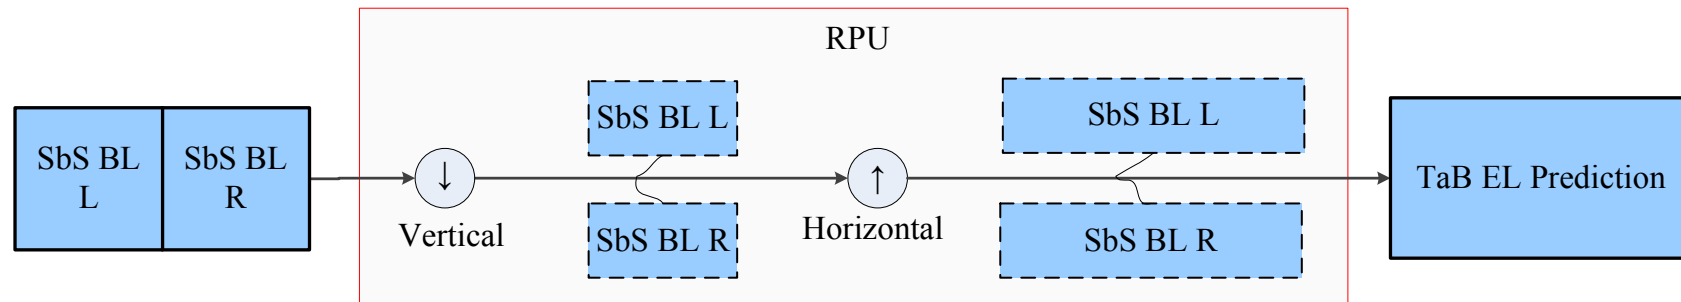 RPU
SbS BL
L
SbS BL
R
↓
Vertical
SbS BL L
SbS BL R
↑
Horizontal
SbS BL L
SbS BL R
TaB EL Prediction